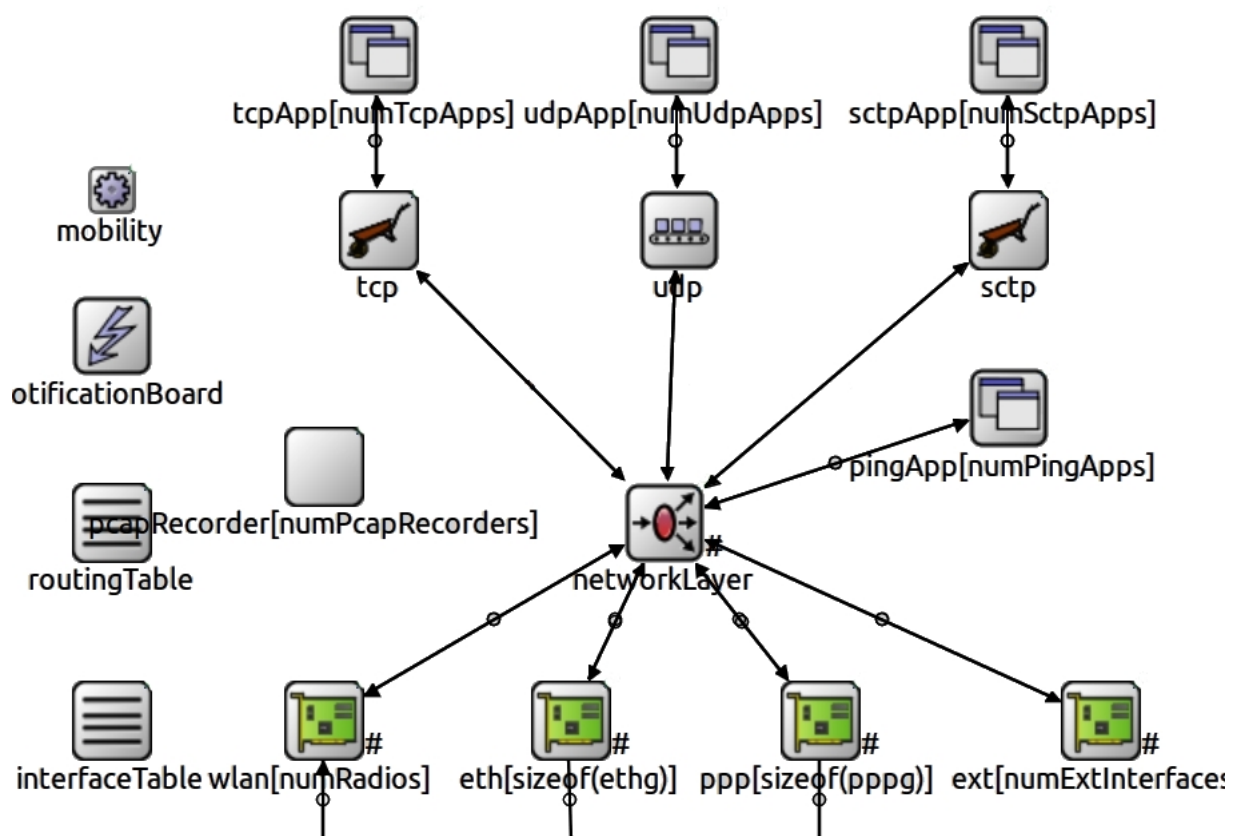 tcpApp[numTcpApps] udpApp[numUdpApps] sctpApp[numSctpApps]
mobility
tcp udp sctp
otificationBoard
pingApp[numPingApps]
pcapRecorder[numPcapRecorders]
#
routingTable networkLayer
# # # #
interfaceTable wlan[numRadios] eth[sizeof(ethg)] ppp[sizeof(pppg)] ext[numExtInterfaces